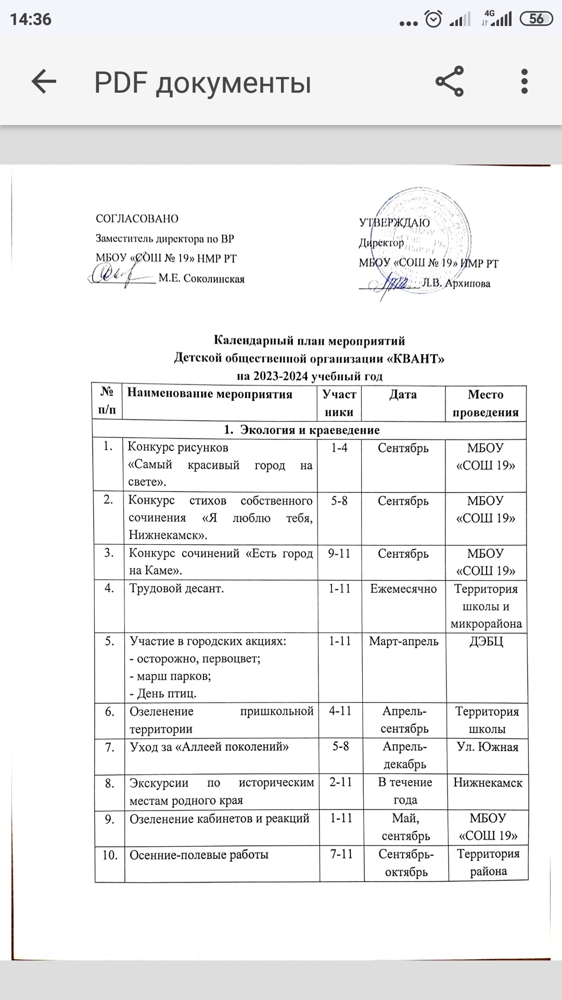 14:36
4G
56
PDF документы
СОГЛАСОВАНО
Заместитель директора по ВР
МБОУ «СОШ № 19» НМР РТ
М.Е. Соколинская
УТВЕРЖДАЮ
Директор
МБОУ «СОШ № 19» НМР РТ
Л.В. Архипова
Календарный план мероприятий
Детской общественной организации «КВАНТ»
на 2023-2024 учебный год
№ Наименование мероприятия Участ Дата Место
п/п ники проведения
1. Экология и краеведение
1. Конкурс рисунков 1-4 Сентябрь МБОУ
«Самый красивый город на «СОШ 19»
свете».
2. Конкурс стихов собственного 5-8 Сентябрь МБОУ
сочинения «Я люблю тебя, «СОШ 19»
Нижнекамск».
3. Конкурс сочинений «Есть город 9-11 Сентябрь МБОУ
на Каме». «СОШ 19»
4. Трудовой десант. 1-11 Ежемесячно Территория
школы и
микрорайона
5. Участие в городских акциях: 1-11 Март-апрель ДЭБЦ
- осторожно, первоцвет;
- марш парков;
- День птиц.
6. Озеленение пришкольной 4-11 Апрель- Территория
территории сентябрь школы
7. Уход за «Аллеей поколений» 5-8 Апрель- Ул. Южная
декабрь
8. Экскурсии по историческим 2-11 В течение Нижнекамск
местам родного края года
9. Озеленение кабинетов и реакций 1-11 Май, МБОУ
сентябрь «СОШ 19»
10. Осенние-полевые работы 7-11 Сентябрь- Территория
октябрь района